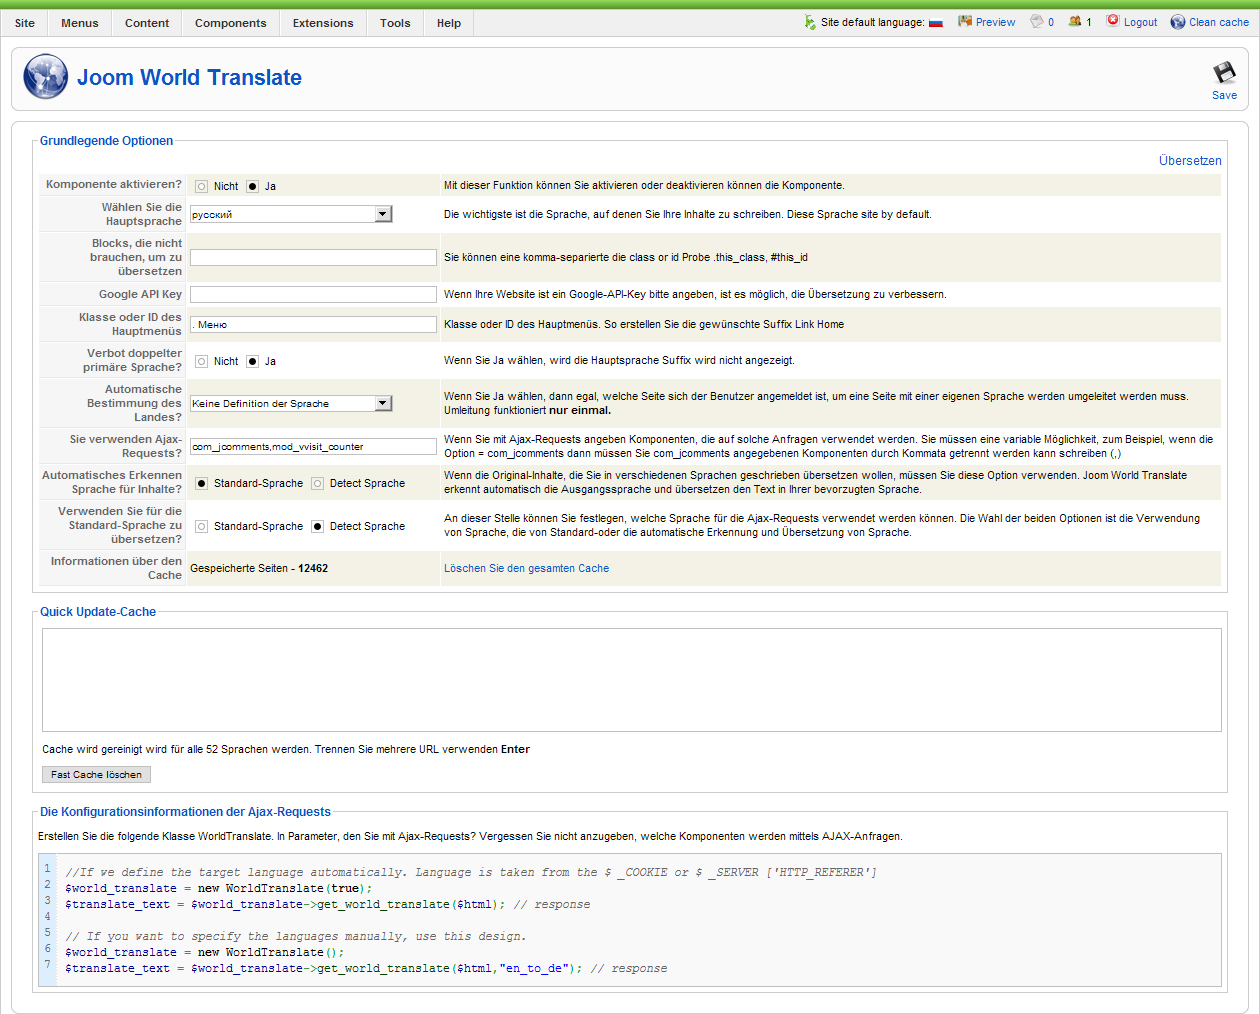 Site Menus Content Components Extensions Tools Help Site default language: Preview 0 1 Logout Clean cache
Joom World Translate
Save
Grundlegende Optionen
Übersetzen
Komponente aktivieren? Nicht Ja Mit dieser Funktion können Sie aktivieren oder deaktivieren können die Komponente.
Wählen Sie die
Hauptsprache
русский Die wichtigste ist die Sprache, auf denen Sie Ihre Inhalte zu schreiben. Diese Sprache site by default.
Blocks, die nicht
brauchen, um zu
übersetzen
Sie können eine komma-separierte die class or id Probe .this_class, #this_id
Google API Key Wenn Ihre Website ist ein Google-API-Key bitte angeben, ist es möglich, die Übersetzung zu verbessern.
Klasse oder ID des
Hauptmenüs
. Меню Klasse oder ID des Hauptmenüs. So erstellen Sie die gewünschte Suffix Link Home
Verbot doppelter
primäre Sprache?
Nicht Ja Wenn Sie Ja wählen, wird die Hauptsprache Suffix wird nicht angezeigt.
Automatische
Bestimmung des
Landes?
Keine Definition der Sprache
Wenn Sie Ja wählen, dann egal, welche Seite sich der Benutzer angemeldet ist, um eine Seite mit einer eigenen Sprache werden umgeleitet werden muss.
Umleitung funktioniert nur einmal.
Sie verwenden Ajax-
Requests?
com_jcomments,mod_vvisit_counter
Wenn Sie mit Ajax-Requests angeben Komponenten, die auf solche Anfragen verwendet werden. Sie müssen eine variable Möglichkeit, zum Beispiel, wenn die
Option = com_jcomments dann müssen Sie com_jcomments angegebenen Komponenten durch Kommata getrennt werden kann schreiben (,)
Automatisches Erkennen
Sprache für Inhalte?
Standard-Sprache Detect Sprache
Wenn die Original-Inhalte, die Sie in verschiedenen Sprachen geschrieben übersetzen wollen, müssen Sie diese Option verwenden. Joom World Translate
erkennt automatisch die Ausgangssprache und übersetzen den Text in Ihrer bevorzugten Sprache.
Verwenden Sie für die
Standard-Sprache zu
übersetzen?
Standard-Sprache Detect Sprache
An dieser Stelle können Sie festlegen, welche Sprache für die Ajax-Requests verwendet werden können. Die Wahl der beiden Optionen ist die Verwendung
von Sprache, die von Standard-oder die automatische Erkennung und Übersetzung von Sprache.
Informationen über den
Cache
Gespeicherte Seiten - 12462 Löschen Sie den gesamten Cache
Quick Update-Cache
Cache wird gereinigt wird für alle 52 Sprachen werden. Trennen Sie mehrere URL verwenden Enter
Fast Cache löschen
Die Konfigurationsinformationen der Ajax-Requests
Erstellen Sie die folgende Klasse WorldTranslate. In Parameter, den Sie mit Ajax-Requests? Vergessen Sie nicht anzugeben, welche Komponenten werden mittels AJAX-Anfragen.
1 //If we define the target language automatically. Language is taken from the $ _COOKIE or $ _SERVER ['HTTP_REFERER']
2 $world_translate = new WorldTranslate(true);
3 $translate_text = $world_translate->get_world_translate($html); // response
4
5 // If you want to specify the languages manually, use this design.
6 $world_translate = new WorldTranslate();
7 $translate_text = $world_translate->get_world_translate($html,"en_to_de"); // response